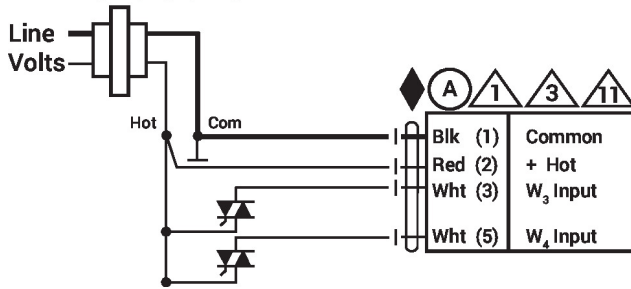 Line
Volts
A 1 3 11
Hot Com
Blk (1) Common
Red (2) + Hot
Wht (3) W₃ Input
Wht (5) W₄ Input